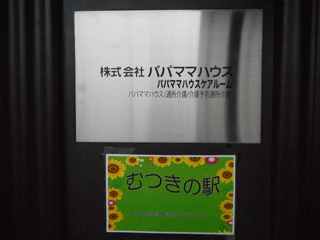 株式会社 パパママハウス
パパママハウスケアルーム
パパママハウス(通所介護/介護予防通所介護)
むつきの駅